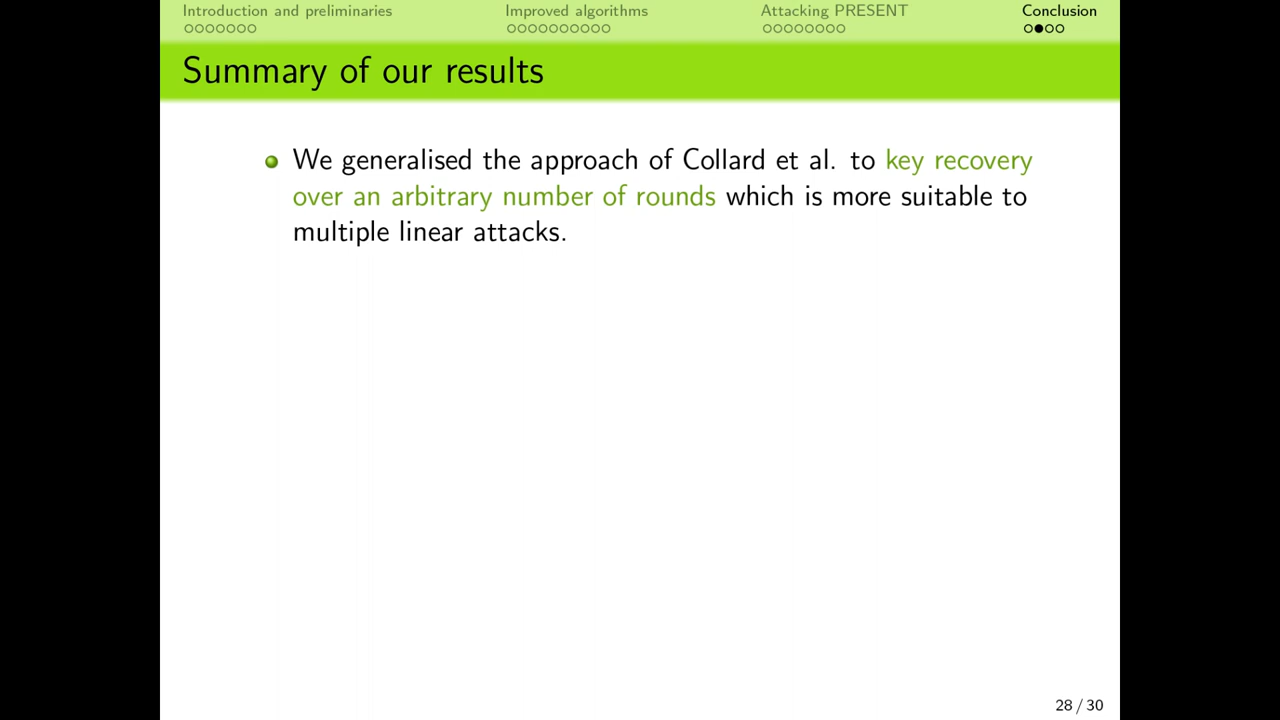 Introduction and preliminaries Improved algorithms Attacking PRESENT Conclusion
Summary of our results
We generalised the approach of Collard et al. to key recovery
over an arbitrary number of rounds which is more suitable to
multiple linear attacks.
28 / 30